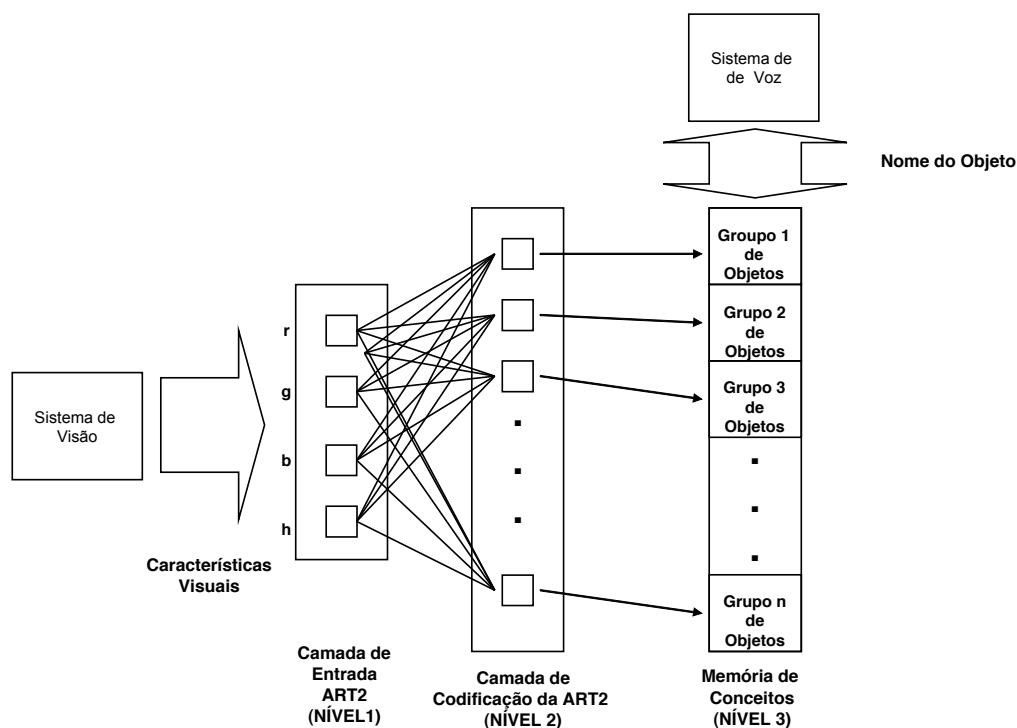 Sistema de
de Voz
Nome do Objeto
Groupo 1
de
Objetos
Grupo 2
de
Objetos
Grupo 3
de
Objetos
Grupo n
de
Objetos
r
g
b
h
Sistema de
Visão
Características
Visuais
Camada de
Entrada
ART2
(NÍVEL1)
Camada de
Codificação da ART2
(NÍVEL 2)
Memória de
Conceitos
(NÍVEL 3)